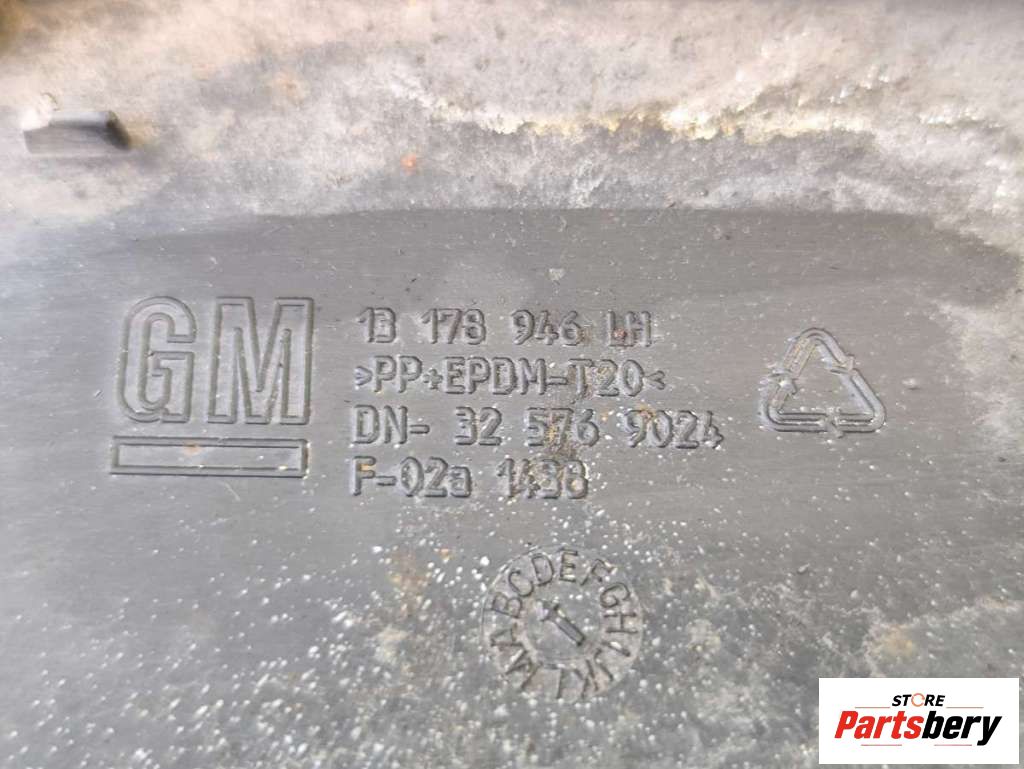 GM
13 178 946 LH
>PP+EPDM-T20<
DN- 32 576 9024
F-02a 1438
ABCDEFGHIJKLM
STORE
Partsbery